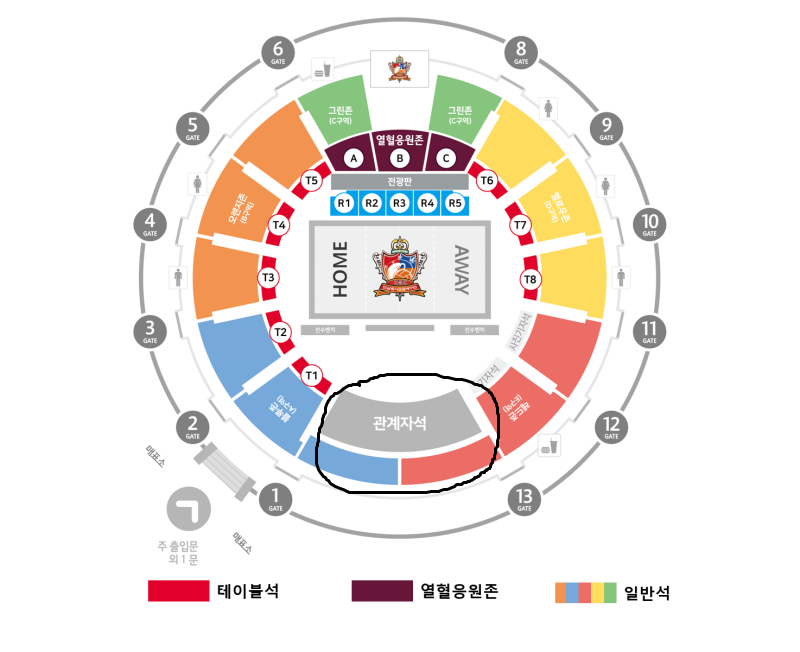 6
GATE
8
GATE
5
GATE
9
GATE
4
GATE
10
GATE
3
GATE
11
GATE
2
GATE
12
GATE
1
GATE
13
GATE
그린존
(C구역)
그린존
(C구역)
열혈응원존
A
B
C
전광판
R1
R2
R3
R4
R5
T5
T6
오렌지존
(B구역)
옐로우존
(D구역)
T4
T7
T3
T8
T2
T1
HOME
AWAY
선수벤치
선수벤치
사진기자석
기자석
블루존
(A구역)
레드존
(E구역)
관계자석
매표소
매표소
주 출입문
외 1 문
테이블석
열혈응원존
일반석